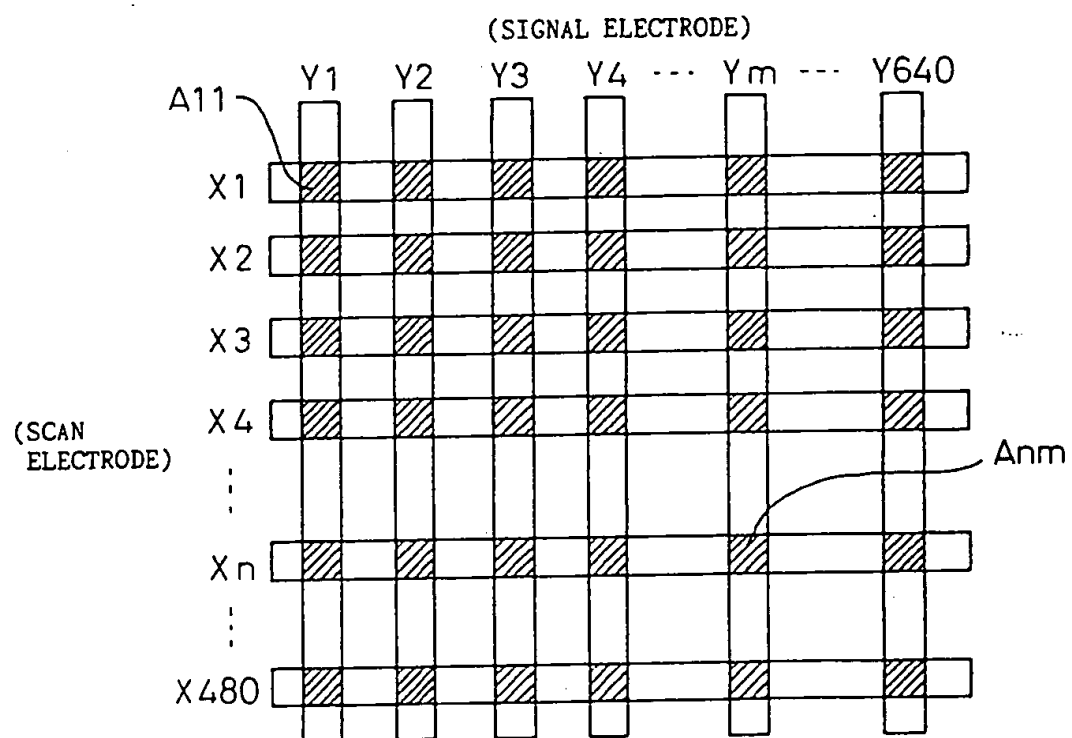 (SIGNAL ELECTRODE)
Y1 Y2 Y3 Y4 --- Ym --- Y640
A11
X1
X2
X3
X4
(SCAN
ELECTRODE)
Anm
Xn
X480